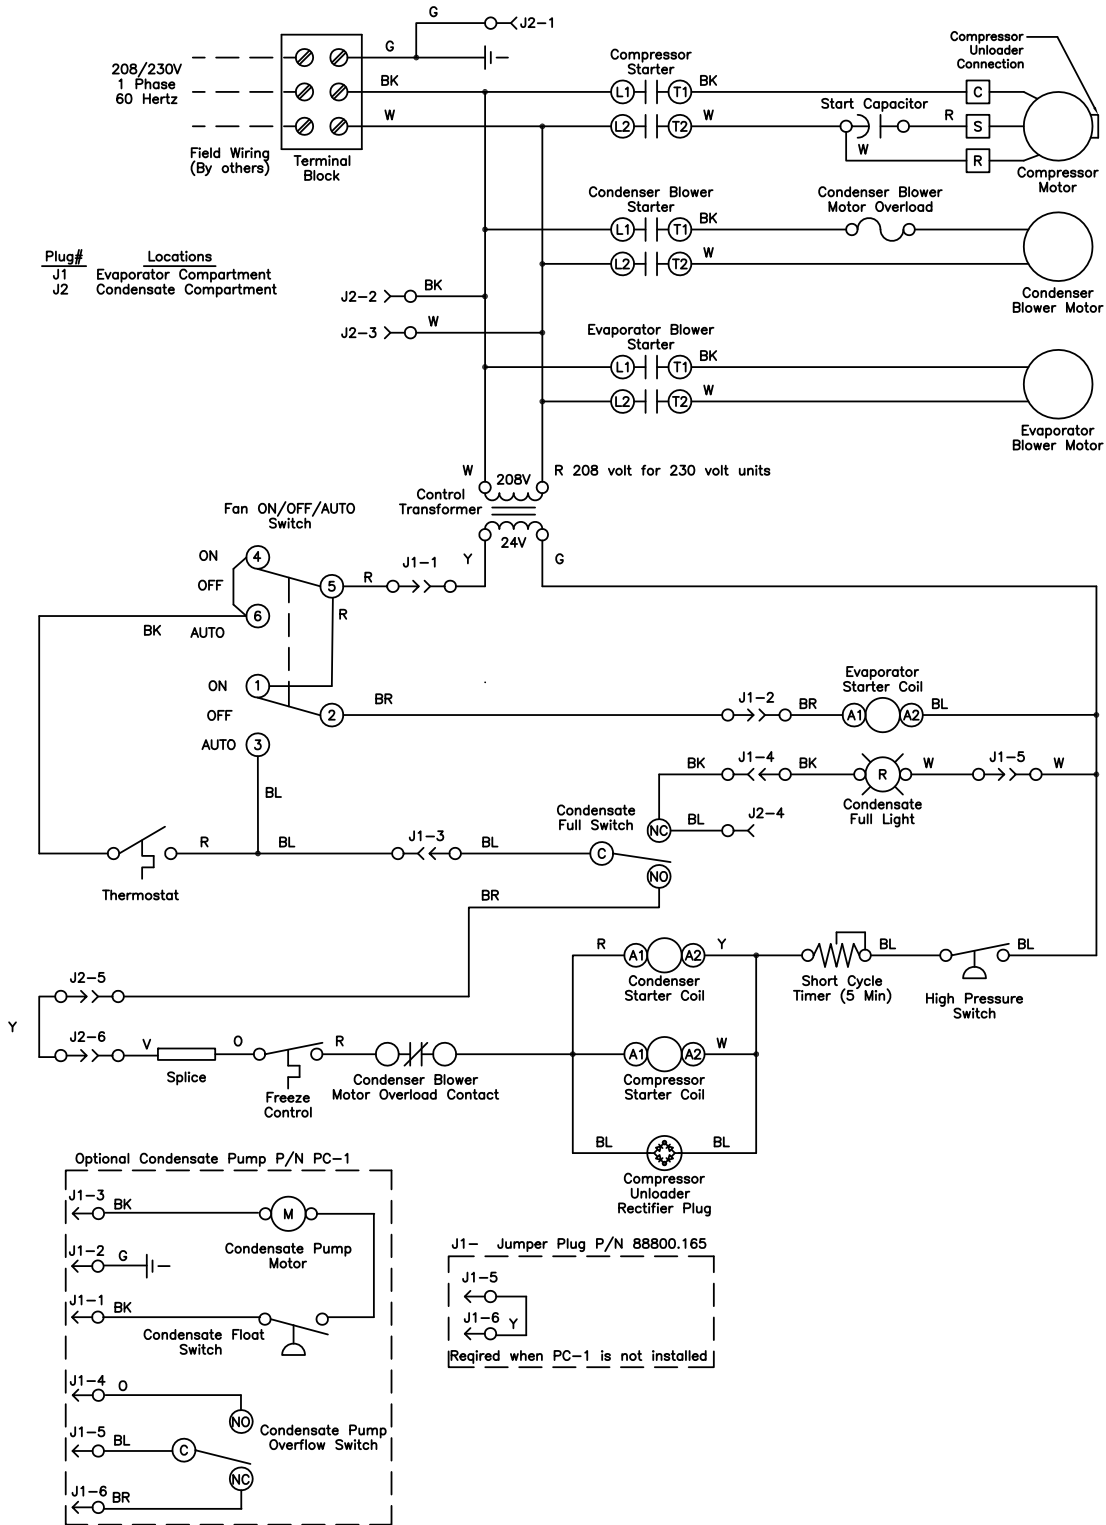 G
J2-1
G
208/230V
1 Phase
60 Hertz
BK
W
Field Wiring
(By others)
Terminal
Block
Compressor
Starter
L1
T1
BK
L2
T2
W
Start Capacitor
W
R
C
S
R
Compressor
Unloader
Connection
Compressor
Motor
Condenser Blower
Starter
L1
T1
BK
L2
T2
W
Condenser Blower
Motor Overload
Condenser
Blower Motor
Plug#
Locations
J1
Evaporator Compartment
J2
Condensate Compartment
J2-2
BK
J2-3
W
Evaporator Blower
Starter
L1
T1
BK
L2
T2
W
Evaporator
Blower Motor
W
R 208 volt for 230 volt units
208V
Control
Transformer
24V
Y
G
Fan ON/OFF/AUTO
Switch
ON
4
OFF
5
R
J1-1
AUTO
6
R
BK
ON
1
OFF
2
BR
AUTO
3
BL
J1-2
BR
Evaporator
Starter Coil
A1
A2
BL
BK
J1-4
BK
R
W
J1-5
W
Condensate
Full Light
Condensate
Full Switch
NC
BL
J2-4
R
BL
J1-3
BL
C
NO
Thermostat
BR
J2-5
Y
J2-6
V
Splice
O
Freeze
Control
R
Condenser Blower
Motor Overload Contact
R
A1
A2
Y
Condenser
Starter Coil
Short Cycle
Timer (5 Min)
BL
BL
High Pressure
Switch
A1
A2
W
Compressor
Starter Coil
BL
BL
Compressor
Unloader
Rectifier Plug
Optional Condensate Pump P/N PC-1
J1-3
BK
M
Condensate Pump
Motor
J1-2
G
J1-1
BK
Condensate Float
Switch
J1-4
O
NO
Condensate Pump
Overflow Switch
J1-5
BL
C
NC
J1-6
BR
J1- Jumper Plug P/N 88800.165
J1-5
J1-6
Y
Reqired when PC-1 is not installed